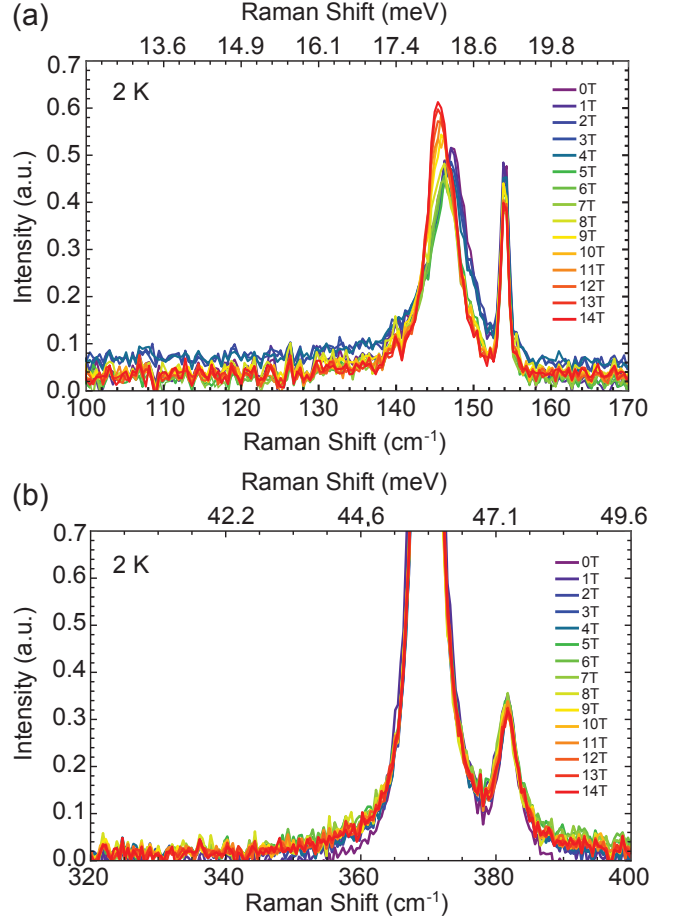 (a)
Raman Shift (meV)
13.6 14.9 16.1 17.4 18.6 19.8
0.7
0.6
0.5
0.4
0.3
0.2
0.1
0.0
Intensity (a.u.)
2 K
0T
1T
2T
3T
4T
5T
6T
7T
8T
9T
10T
11T
12T
13T
14T
100 110 120 130 140 150 160 170
Raman Shift (cm⁻¹)
(b)
Raman Shift (meV)
42.2 44.6 47.1 49.6
0.7
0.6
0.5
0.4
0.3
0.2
0.1
0.0
Intensity (a.u.)
2 K
0T
1T
2T
3T
4T
5T
6T
7T
8T
9T
10T
11T
12T
13T
14T
320 340 360 380 400
Raman Shift (cm⁻¹)